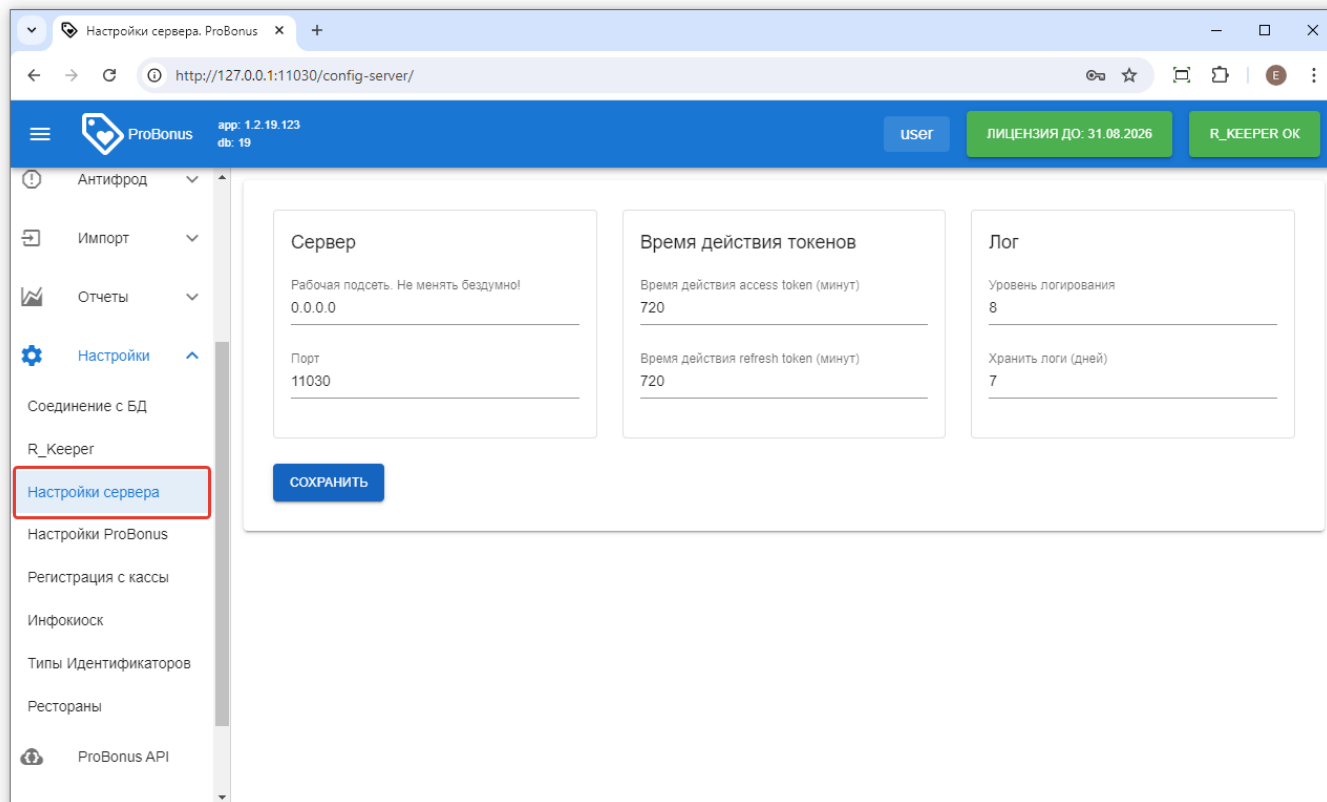 Настройки сервера. ProBonus
http://127.0.0.1:11030/config-server/
E
ProBonus
app: 1.2.19.123
db: 19
user
ЛИЦЕНЗИЯ ДО: 31.08.2026
R_KEEPER ОК
Антифрод
Импорт
Отчеты
Настройки
Соединение с БД
R_Keeper
Настройки сервера
Настройки ProBonus
Регистрация с кассы
Инфокиоск
Типы Идентификаторов
Рестораны
ProBonus API
Сервер
Рабочая подсеть. Не менять бездумно!
0.0.0.0
Порт
11030
Время действия токенов
Время действия access token (минут)
720
Время действия refresh token (минут)
720
Лог
Уровень логирования
8
Хранить логи (дней)
7
СОХРАНИТЬ